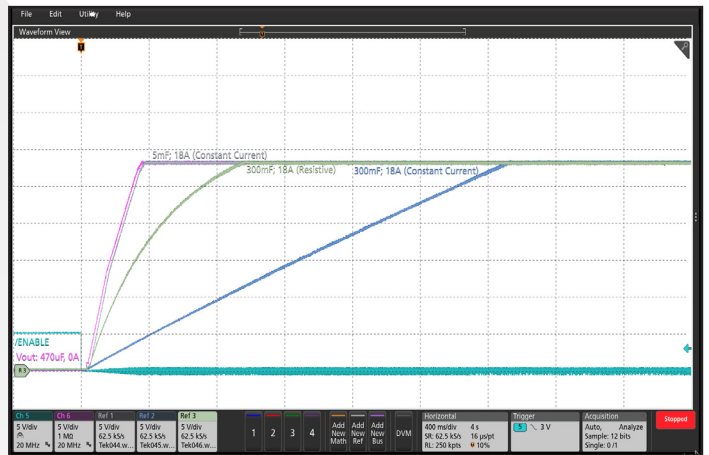 File Edit Utility Help
Waveform View
T
5mF; 18A (Constant Current)
300mF; 18A (Resistive)
300mF; 18A (Constant Current)
/ENABLE
Vout: 470uF, 0A
R3
Ch 5
5 V/div
20 MHz
Ch 6
5 V/div
1 MΩ
20 MHz
Ref 1
5 V/div
62.5 kS/s
Tek044.w...
Ref 2
5 V/div
62.5 kS/s
Tek045.w...
Ref 3
5 V/div
62.5 kS/s
Tek046.w...
1
2
3
4
Add
New
Math
Add
New
Ref
Add
New
Bus
DVM
Horizontal
400 ms/div 4 s
SR: 62.5 kS/s 16 µs/pt
RL: 250 kpts 10%
Trigger
5 3 V
Acquisition
Auto, Analyze
Sample: 12 bits
Single: 0 /1
Stopped